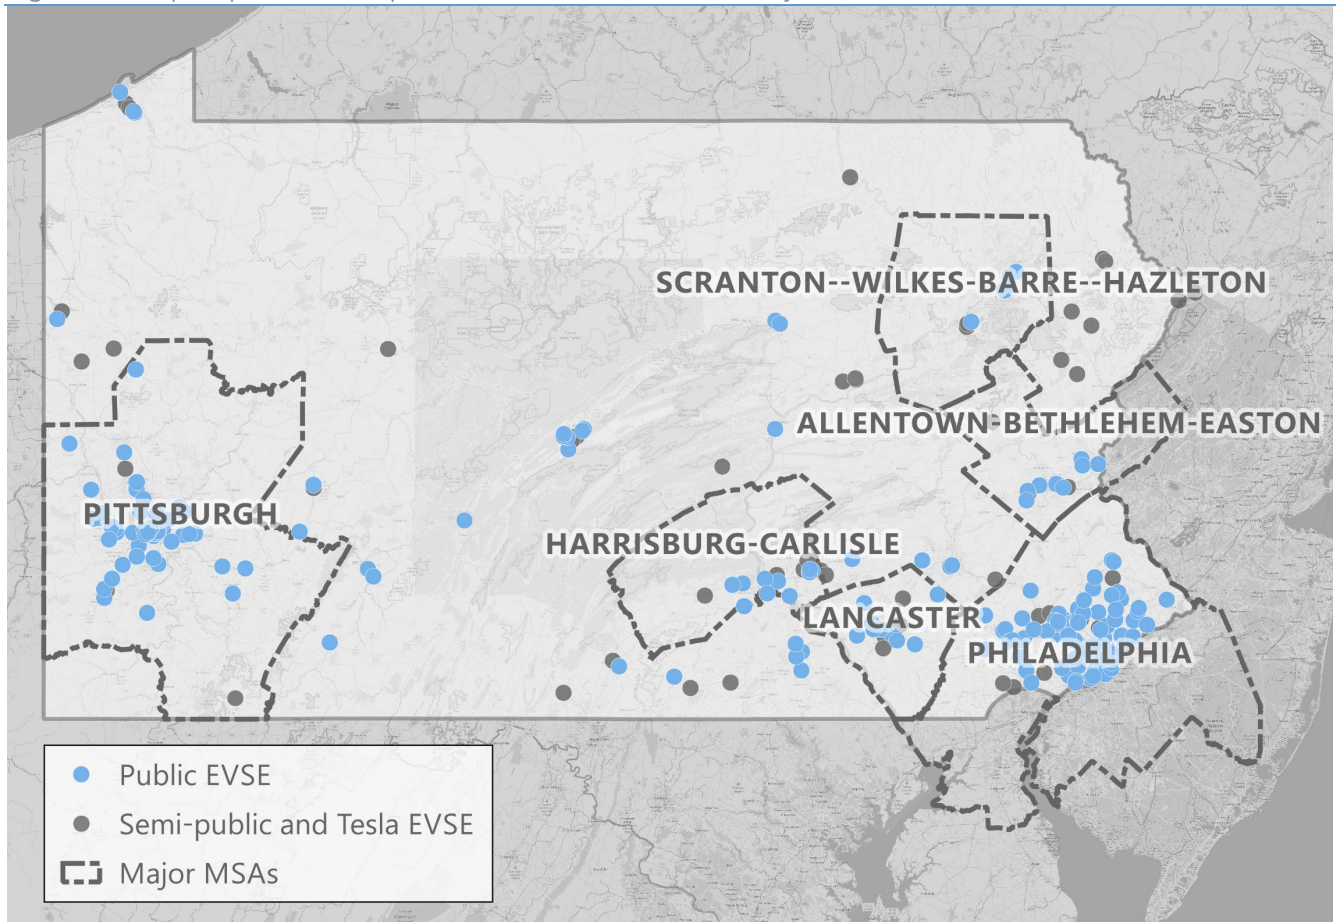 SCRANTON--WILKES-BARRE--HAZLETON
ALLENTOWN-BETHLEHEM-EASTON
PITTSBURGH
HARRISBURG-CARLISLE
LANCASTER
PHILADELPHIA
Public EVSE
Semi-public and Tesla EVSE
Major MSAs